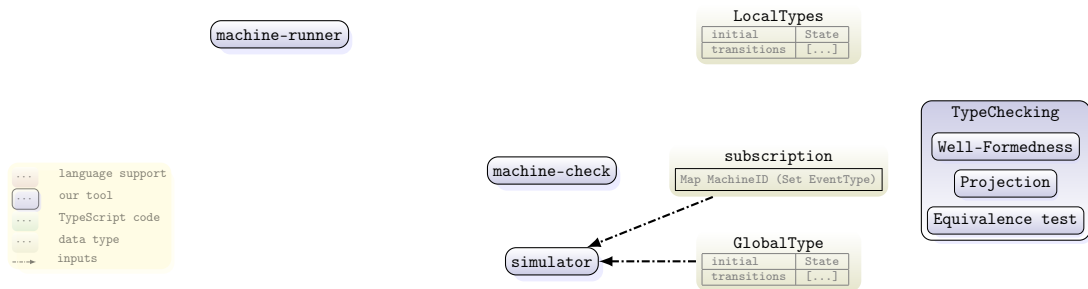 machine-runner
LocalTypes
initial State
transitions [...]
TypeChecking
Well-Formedness
Projection
Equivalence test
machine-check
subscription
Map MachineID (Set EventType)
... language support
... our tool
... TypeScript code
... data type
inputs
simulator
GlobalType
initial State
transitions [...]